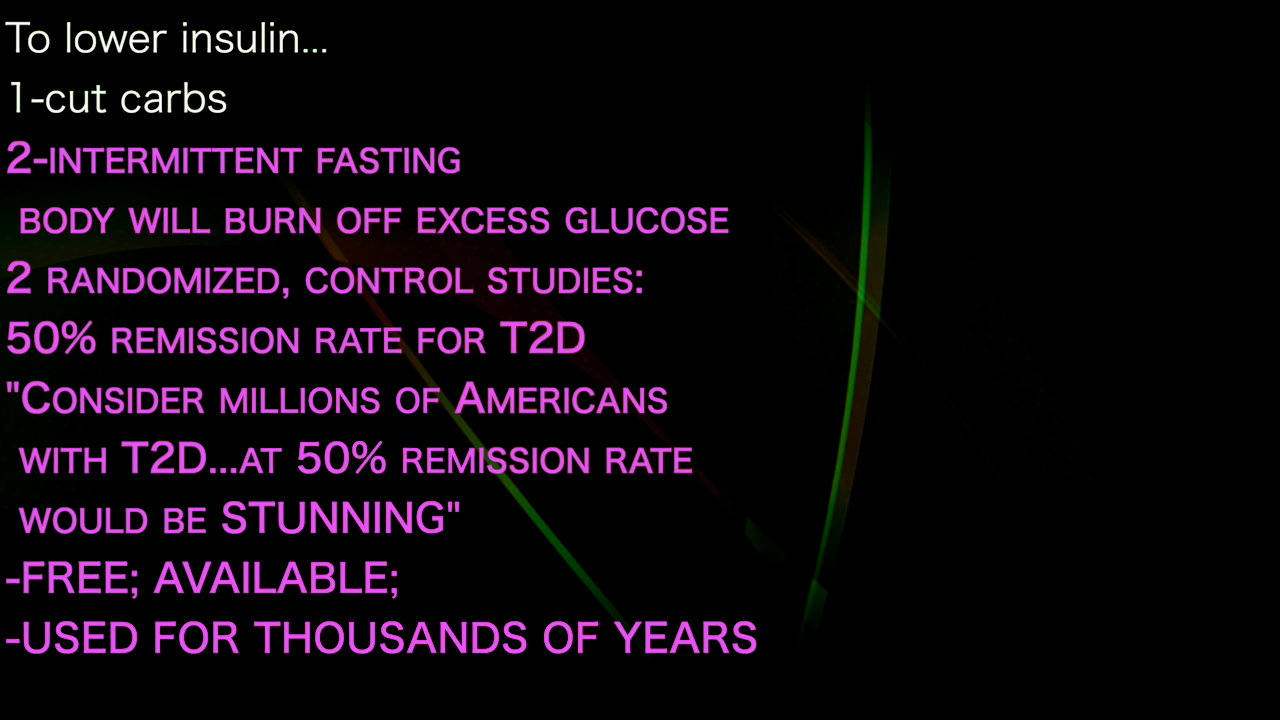 To lower insulin...
1-cut carbs
2-INTERMITTENT FASTING
BODY WILL BURN OFF EXCESS GLUCOSE
2 RANDOMIZED, CONTROL STUDIES:
50% REMISSION RATE FOR T2D
"CONSIDER MILLIONS OF AMERICANS
WITH T2D...AT 50% REMISSION RATE
WOULD BE STUNNING"
-FREE; AVAILABLE;
-USED FOR THOUSANDS OF YEARS